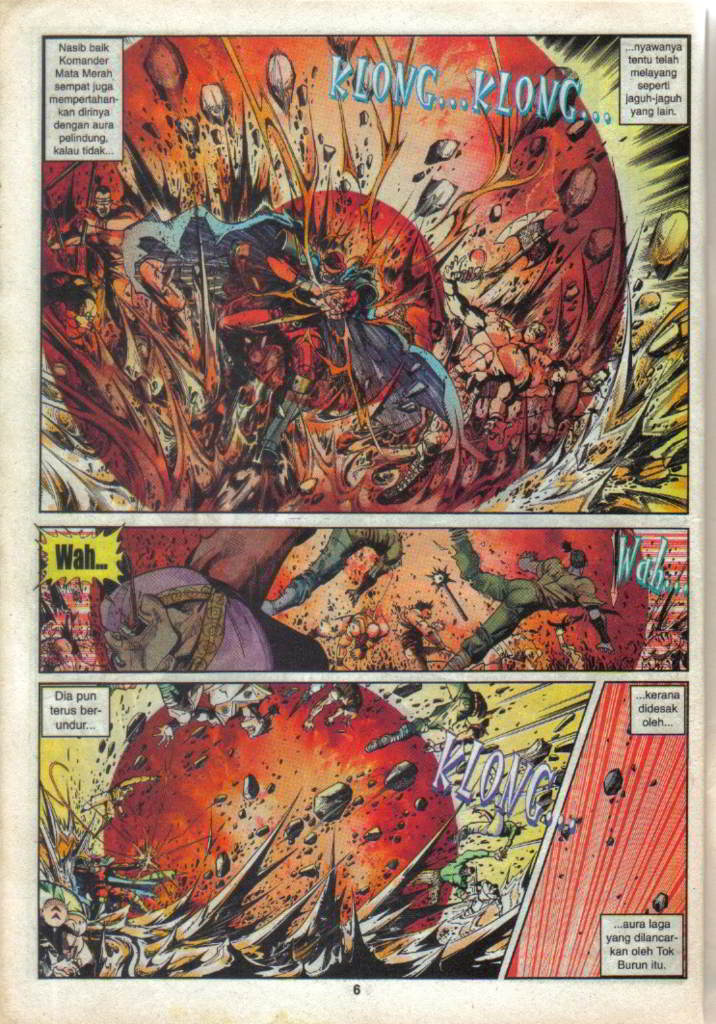 Nasib baik
Komander
Mata Merah
sempat juga
mempertahan-
kan dirinya
dengan aura
pelindung,
kalau tidak...
KLONG...KLONG...
...nyawanya
tentu telah
melayang
seperti
jaguh-jaguh
yang lain.
Wah...
Wah...
Dia pun
terus ber-
undur...
KLONG...
...kerana
didesak
oleh...
...aura laga
yang dilancar-
kan oleh Tok
Burun itu.
6